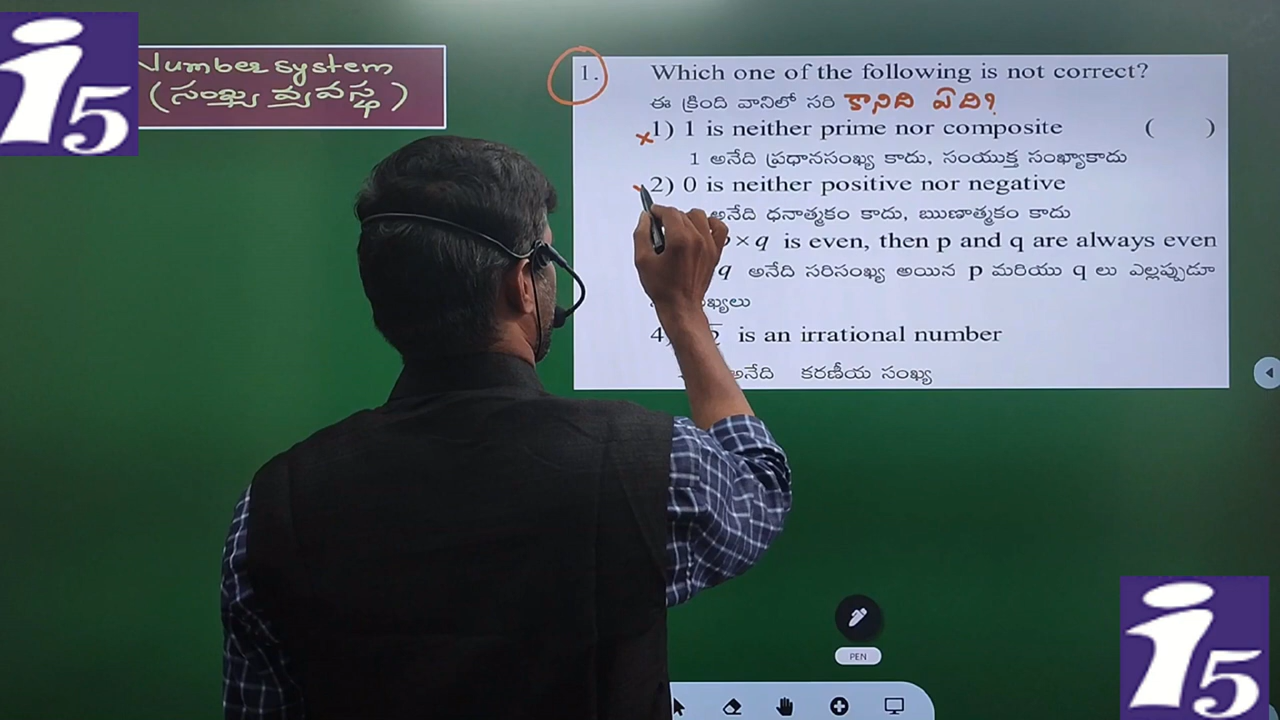 i5
Number system
(సంఖ్య వ్యవస్థ)
1. Which one of the following is not correct?
ఈ క్రింది వానిలో సరి కానిది ఏది?
1) 1 is neither prime nor composite ( )
1 అనేది ప్రధానసంఖ్య కాదు, సంయుక్త సంఖ్యాకాదు
2) 0 is neither positive nor negative
అనేది ధనాత్మకం కాదు, ఋణాత్మకం కాదు
× q is even, then p and q are always even
q అనేది సరిసంఖ్య అయిన p మరియు q లు ఎల్లప్పుడూ
4) is an irrational number
అనేది కరణీయ సంఖ్య
PEN
i5